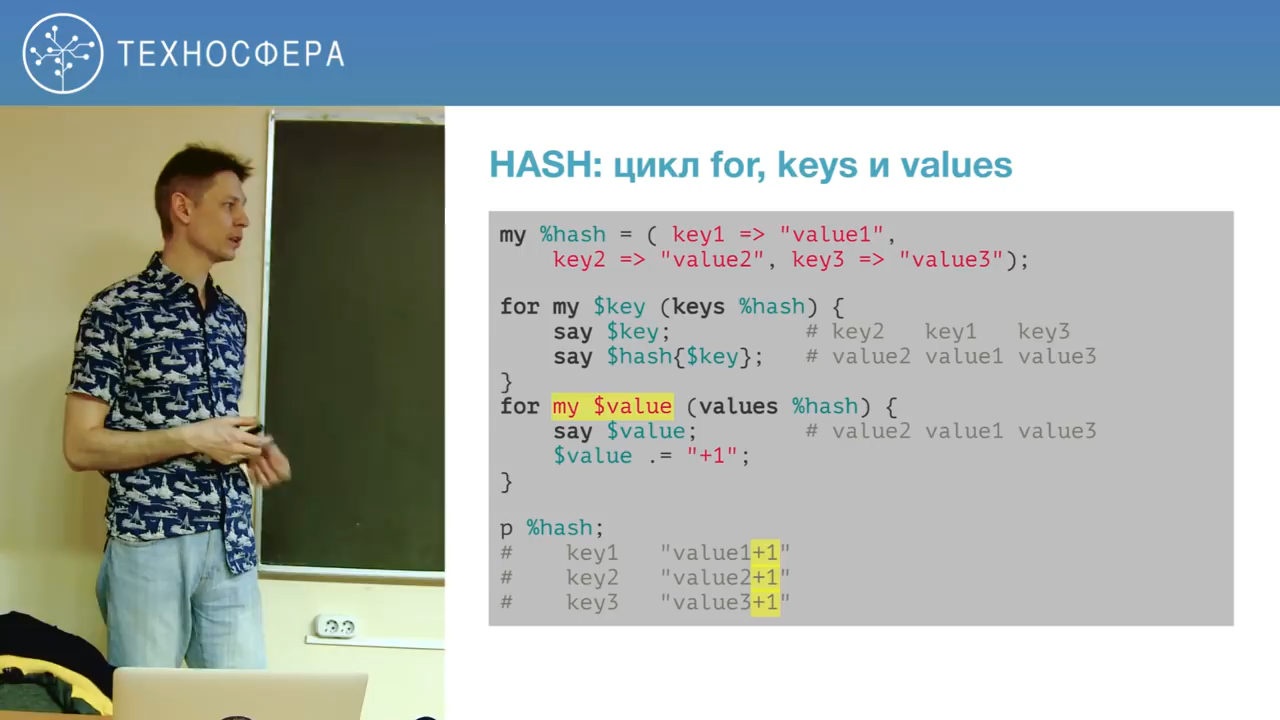 ТЕХНОСФЕРА
HASH: цикл for, keys и values
my %hash = ( key1 => "value1",
    key2 => "value2", key3 => "value3");
for my $key (keys %hash) {
    say $key;          # key2   key1   key3
    say $hash{$key};   # value2 value1 value3
}
for my $value (values %hash) {
    say $value;        # value2 value1 value3
    $value .= "+1";
}
p %hash;
#    key1   "value1+1"
#    key2   "value2+1"
#    key3   "value3+1"